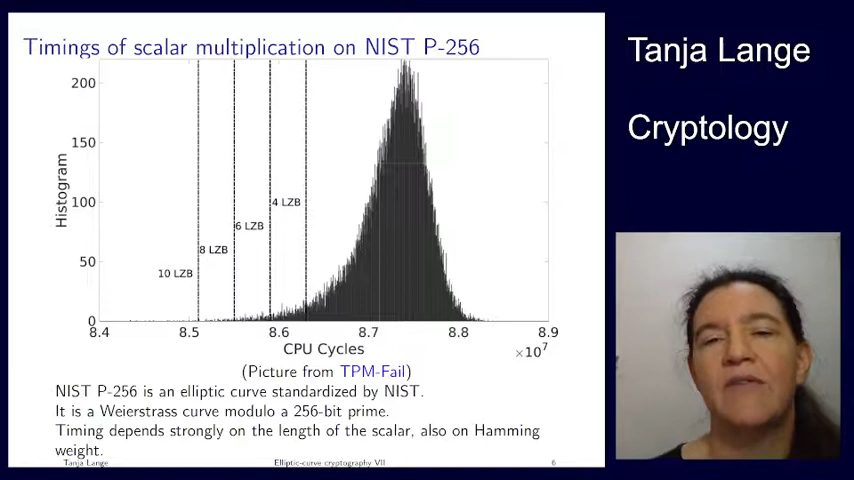 Timings of scalar multiplication on NIST P-256
200
150
100
50
0
Histogram
10 LZB
8 LZB
6 LZB
4 LZB
8.4 8.5 8.6 8.7 8.8 8.9
CPU Cycles
×10⁷
(Picture from TPM-Fail)
NIST P-256 is an elliptic curve standardized by NIST.
It is a Weierstrass curve modulo a 256-bit prime.
Timing depends strongly on the length of the scalar, also on Hamming
weight.
Tanja Lange Elliptic-curve cryptography VII 6
Tanja Lange
Cryptology